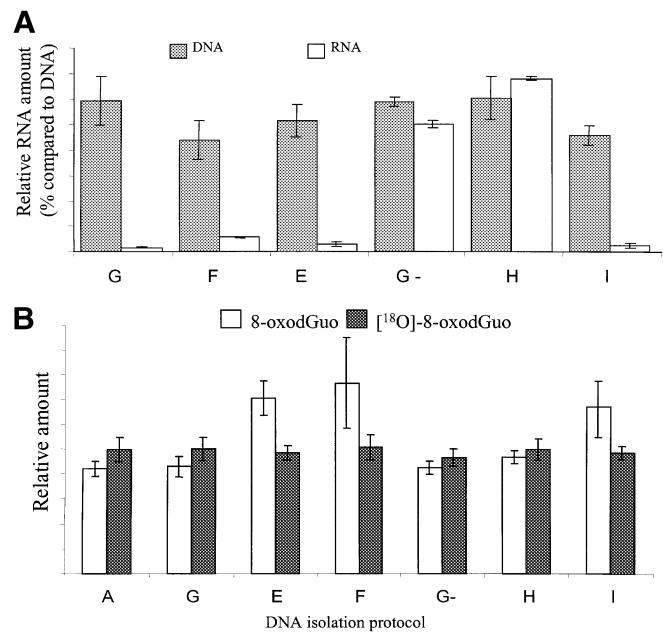 A
DNA
RNA
Relative RNA amount
(% compared to DNA)
G F E G - H I
B
8-oxodGuo [¹⁸O]-8-oxodGuo
Relative amount
A G E F G- H I
DNA isolation protocol